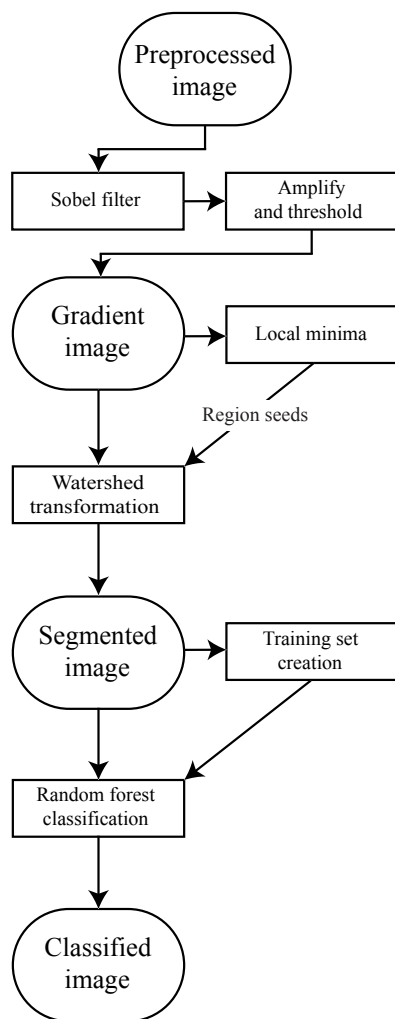 Preprocessed
image
Sobel filter
Amplify
and threshold
Gradient
image
Local minima
Region seeds
Watershed
transformation
Segmented
image
Training set
creation
Random forest
classification
Classified
image